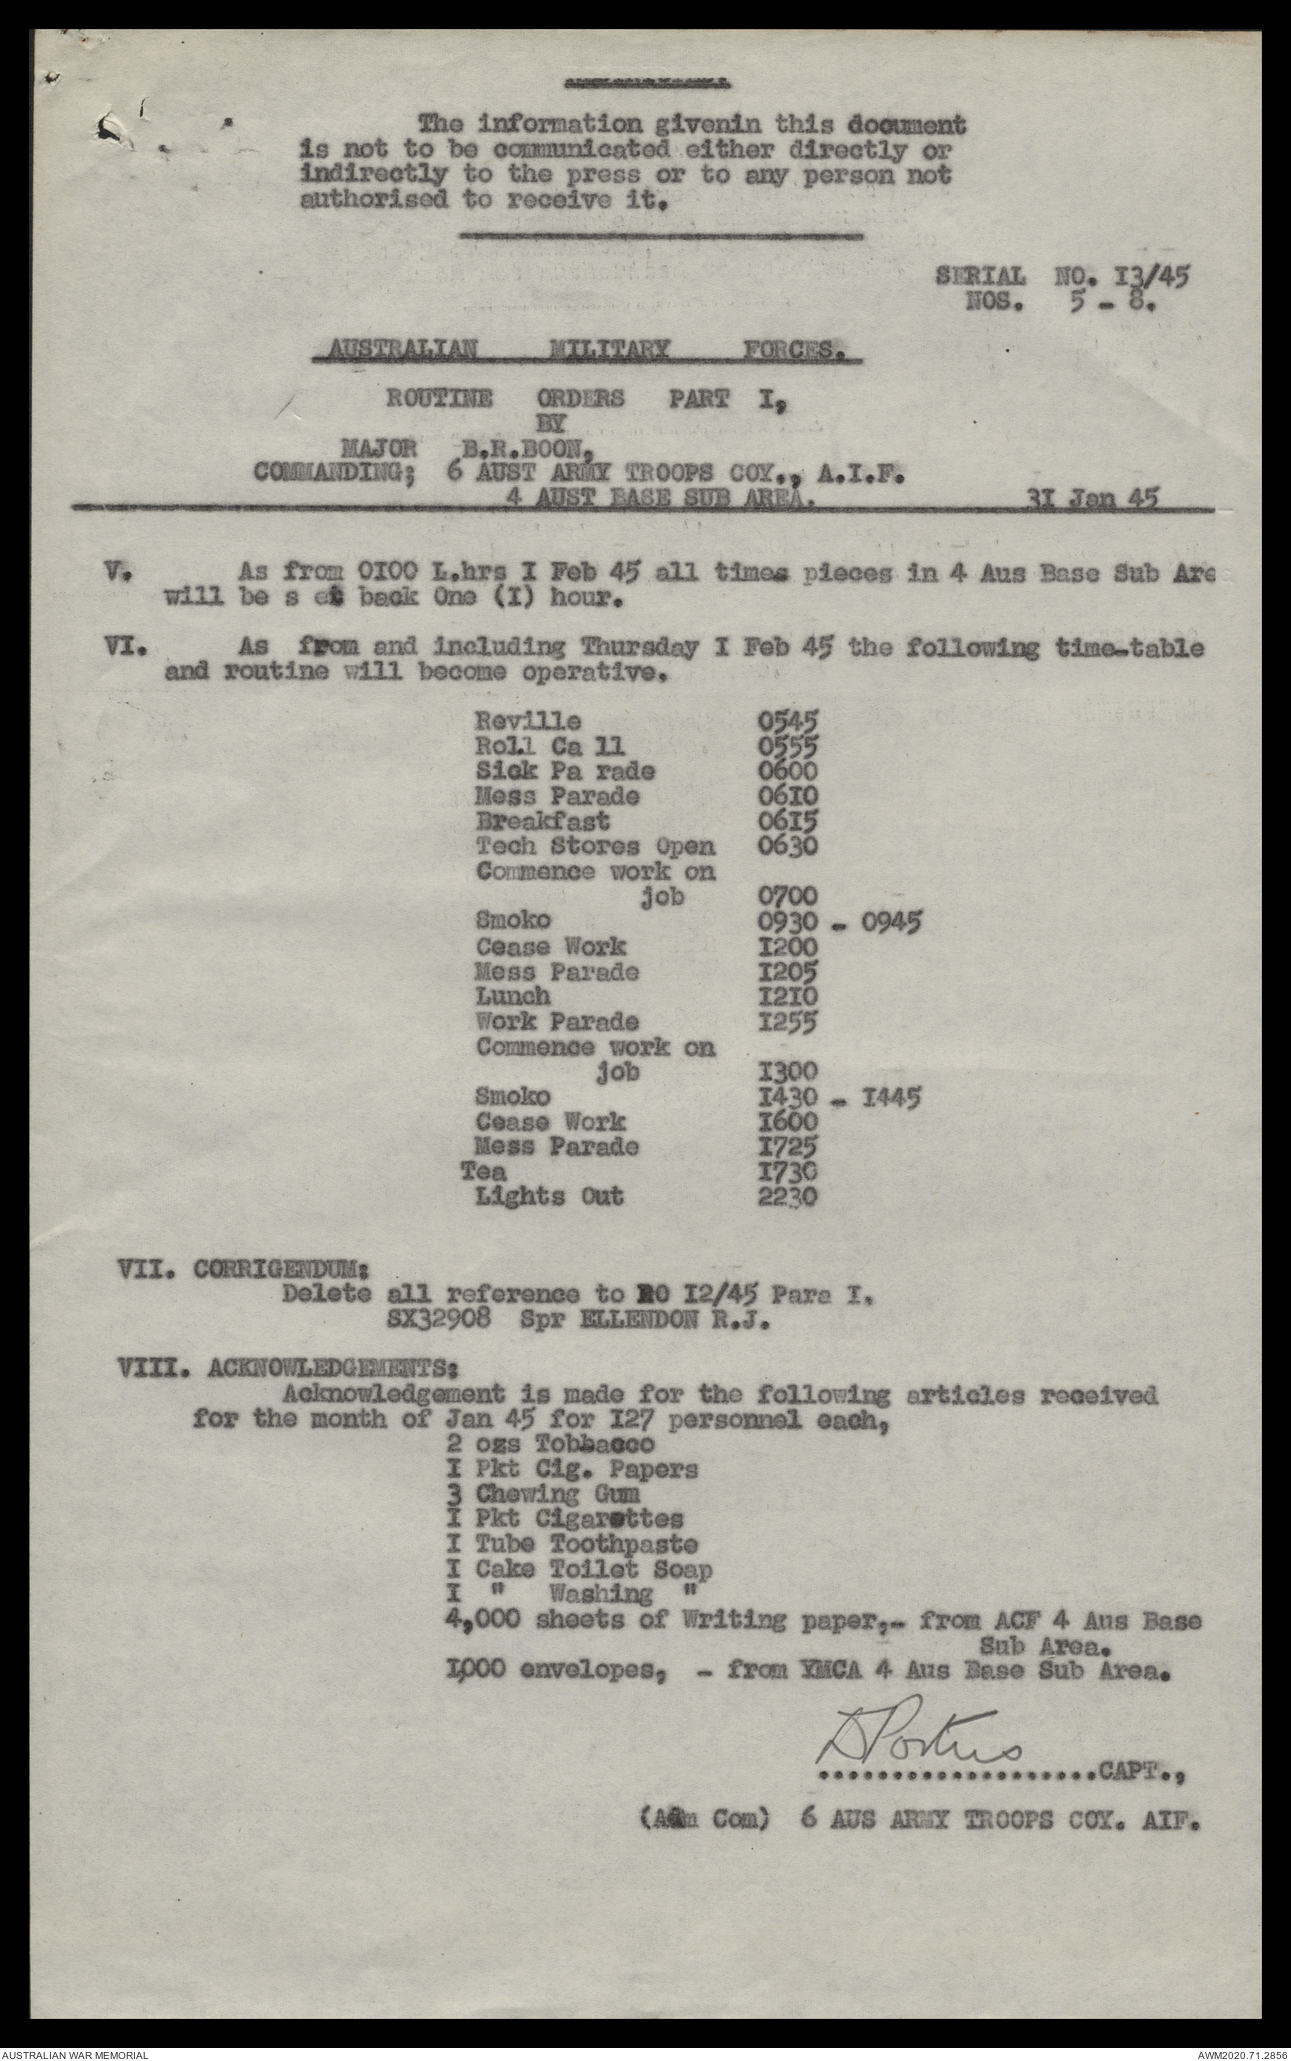 The information givenin this document
is not to be communicated either directly or
indirectly to the press or to any person not
authorised to receive it.
SERIAL NO. I3/45
NOS. 5 - 8.
AUSTRALIAN MILITARY FORCES.
ROUTINE ORDERS PART I,
BY
MAJOR B.R.BOON,
COMMANDING; 6 AUST ARMY TROOPS COY., A.I.F.
4 AUST BASE SUB AREA. 3I Jan 45
V. As from 0I00 L.hrs I Feb 45 all times pieces in 4 Aus Base Sub Are
will be s et back One (I) hour.
VI. As from and including Thursday I Feb 45 the following time-table
and routine will become operative.
Reville 0545
Roll Ca ll 0555
Sick Pa rade 0600
Mess Parade 06I0
Breakfast 06I5
Tech Stores Open 0630
Commence work on
job 0700
Smoko 0930 - 0945
Cease Work I200
Mess Parade I205
Lunch I2I0
Work Parade I255
Commence work on
job I300
Smoko I430 - I445
Cease Work I600
Mess Parade I725
Tea I730
Lights Out 2230
VII. CORRIGENDUM;
Delete all reference to RO I2/45 Para I.
SX32908 Spr ELLENDON R.J.
VIII. ACKNOWLEDGEMENTS;
Acknowledgement is made for the following articles received
for the month of Jan 45 for I27 personnel each,
2 ozs Tobbacco
I Pkt Cig. Papers
3 Chewing Gum
I Pkt Cigarettes
I Tube Toothpaste
I Cake Toilet Soap
I " Washing "
4,000 sheets of Writing paper,- from ACF 4 Aus Base
Sub Area.
I,000 envelopes, - from YMCA 4 Aus Base Sub Area.
D Portus
...................CAPT.,
(Adm Com) 6 AUS ARMY TROOPS COY. AIF.
AUSTRALIAN WAR MEMORIAL
AWM2020.71.2856